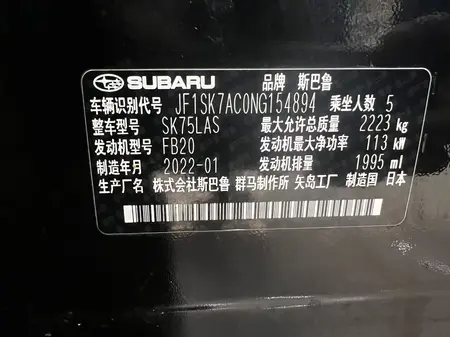 SUBARU 品牌 斯巴鲁
车辆识别代号 JF1SK7AC0NG154894 乘坐人数 5
整车型号 SK75LAS 最大允许总质量 2223 kg
发动机型号 FB20 发动机最大净功率 113 kW
制造年月 2022-01 发动机排量 1995 ml
生产厂名 株式会社斯巴鲁 群马制作所 矢岛工厂 制造国 日本